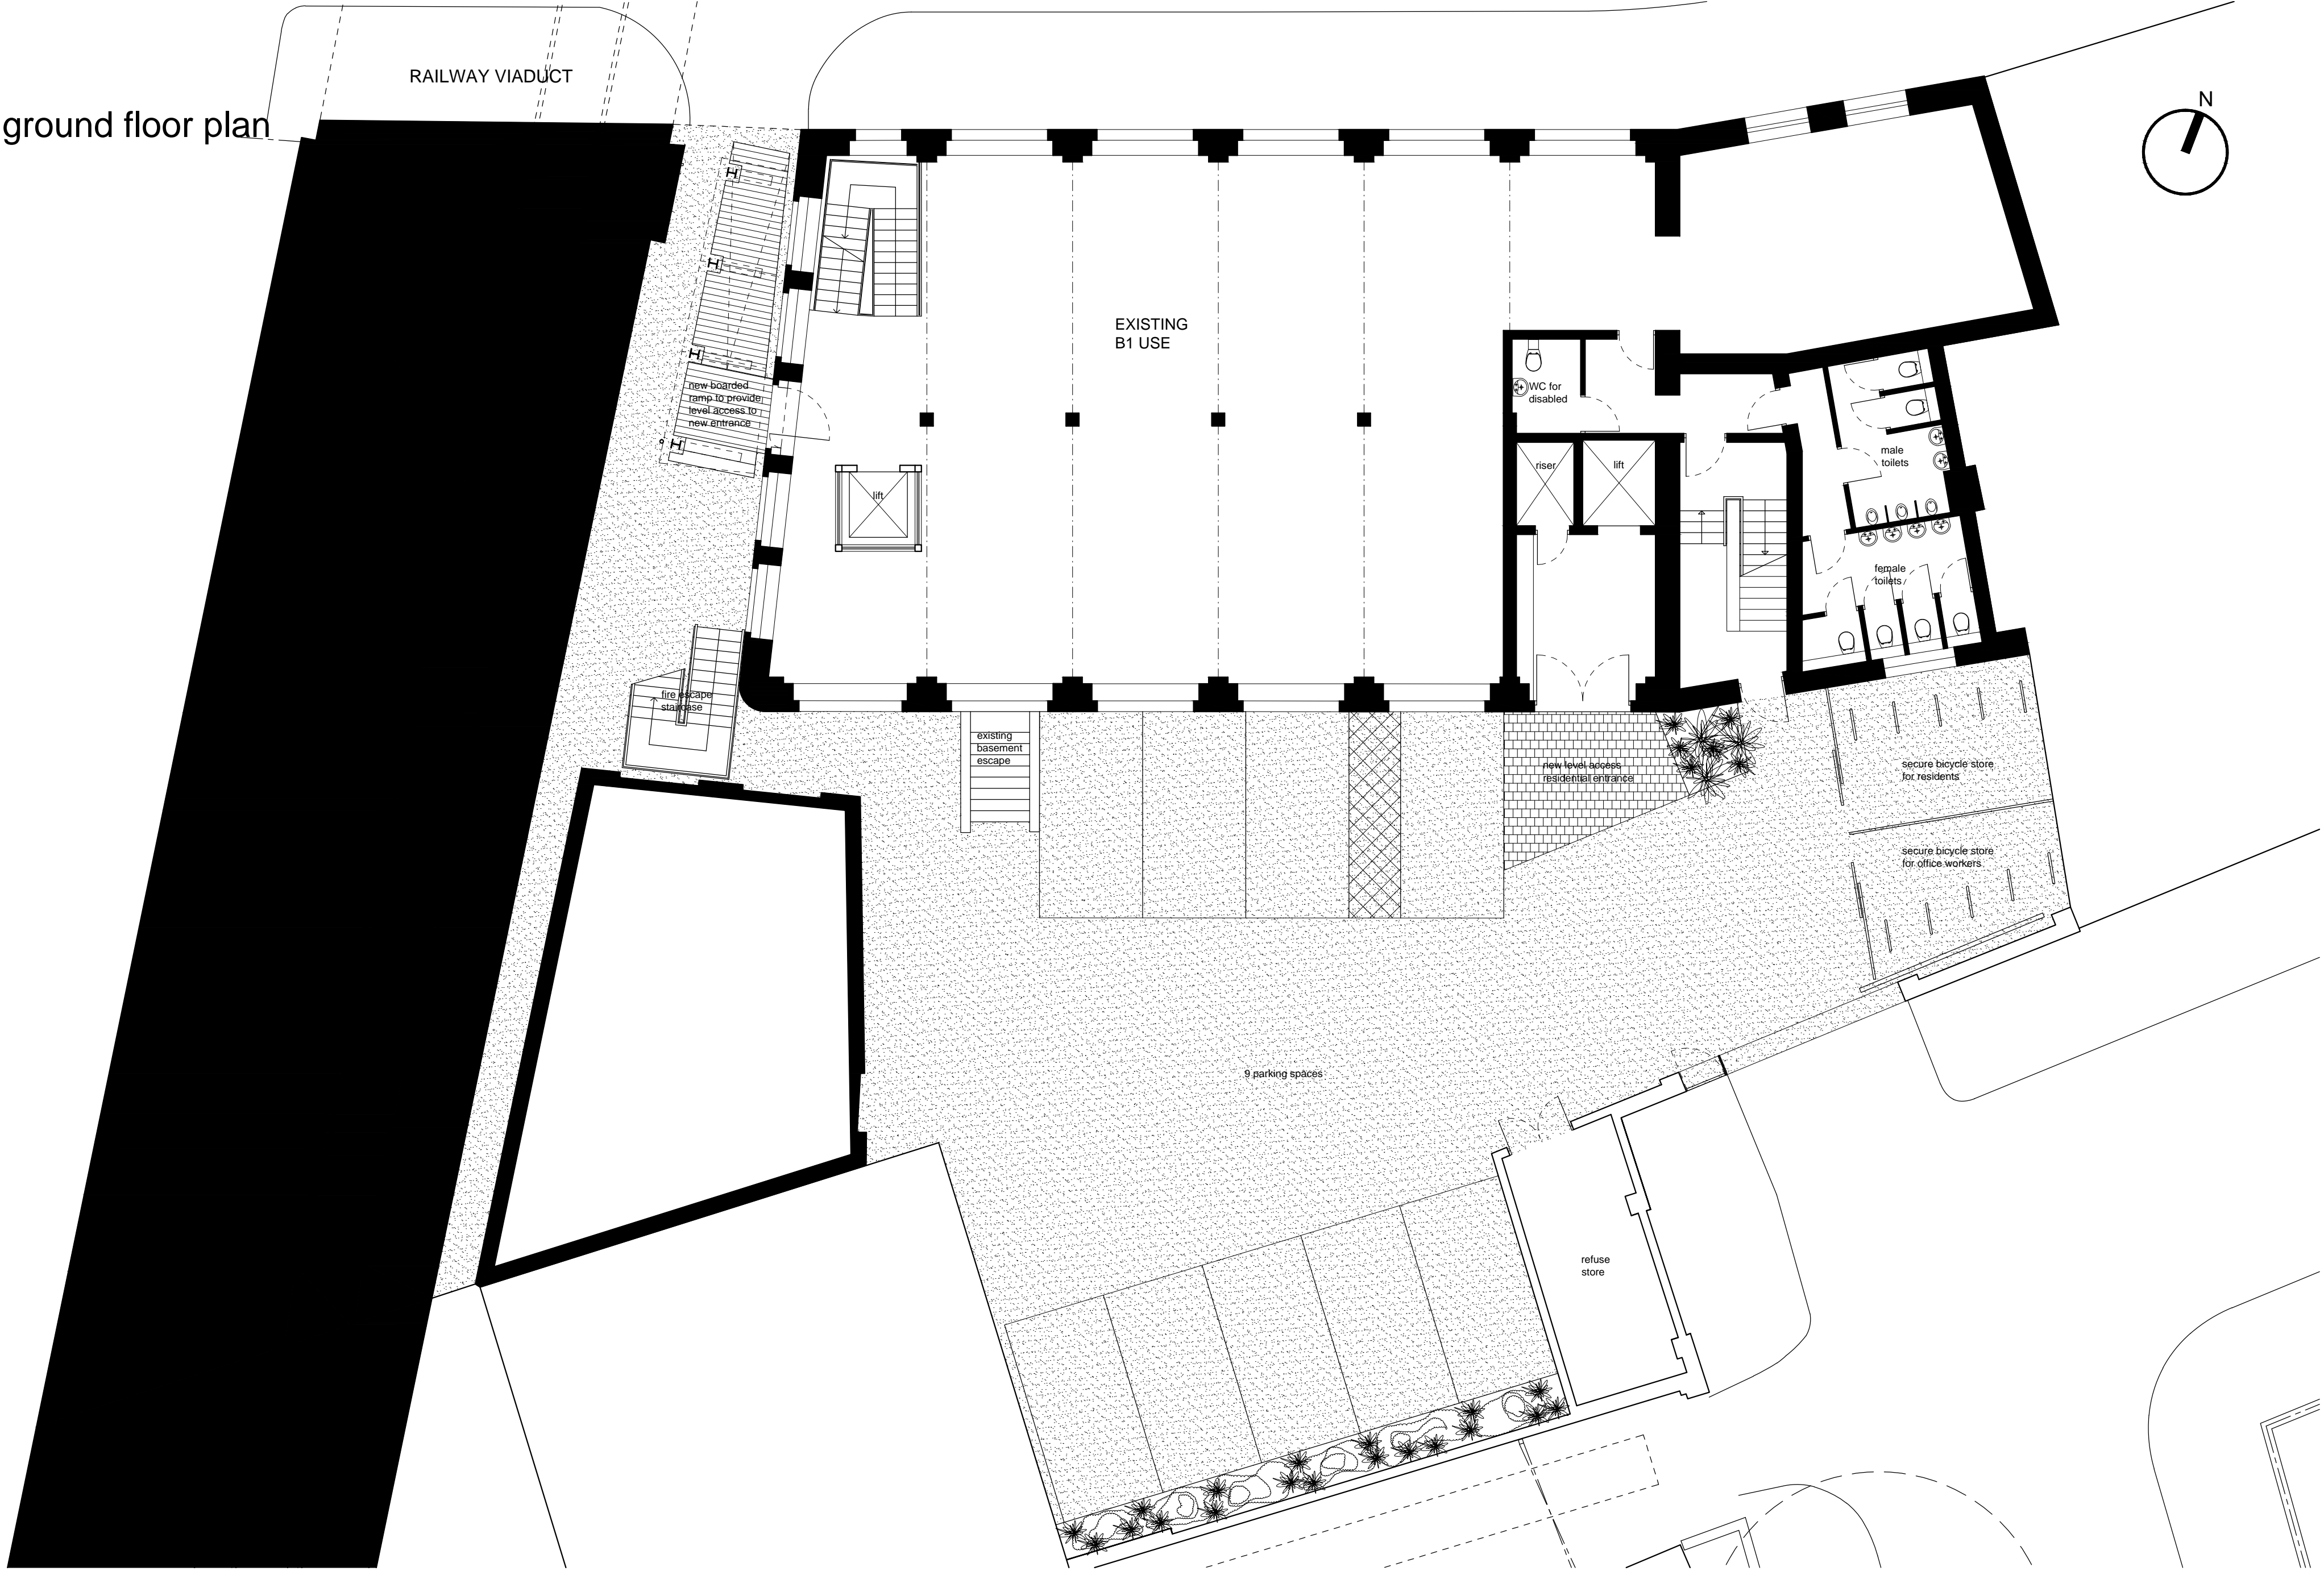 RAILWAY VIADUCT
N
ground floor plan
EXISTING
B1 USE
new boarded
ramp to provide
level access to
new entrance
WC for
disabled
riser
lift
lift
male
toilets
female
toilets
fire escape
staircase
existing
basement
escape
new level access
residential entrance
secure bicycle store
for residents
secure bicycle store
for office workers
9 parking spaces
refuse
store